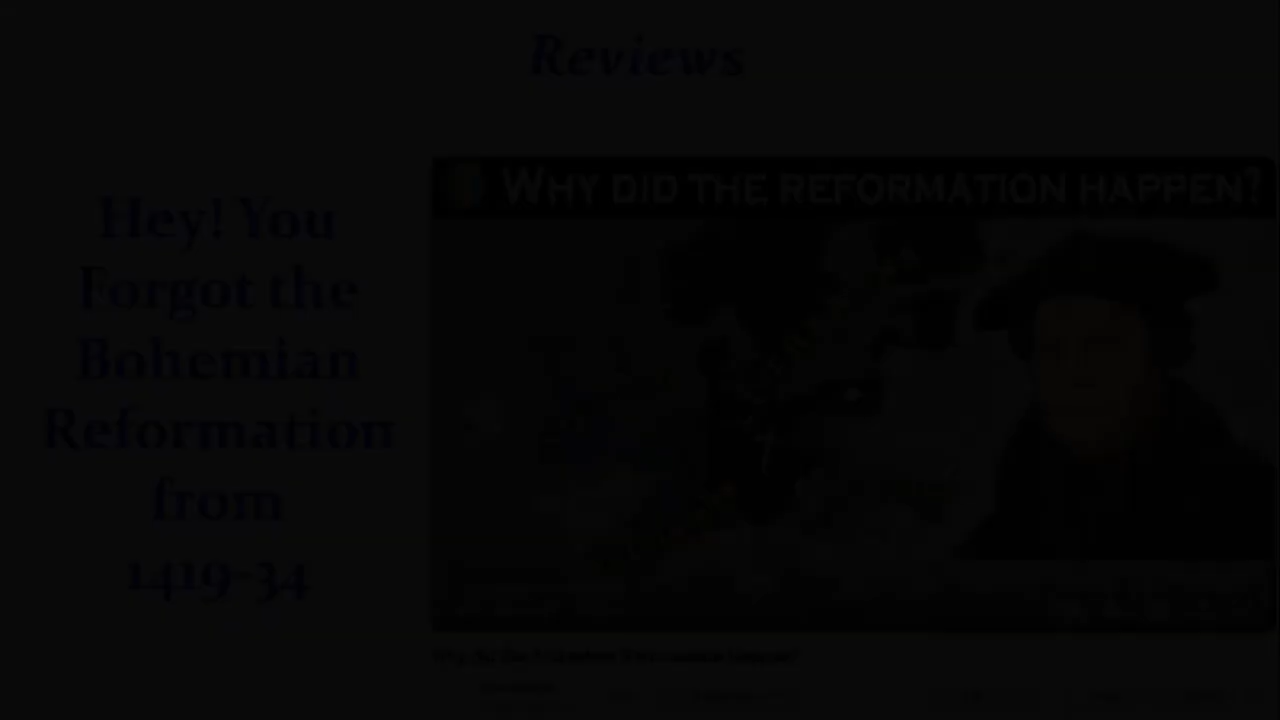 Reviews
Hey! You
Forgot the
Bohemian
Reformation
from
1419-34
WHY DID THE REFORMATION HAPPEN?